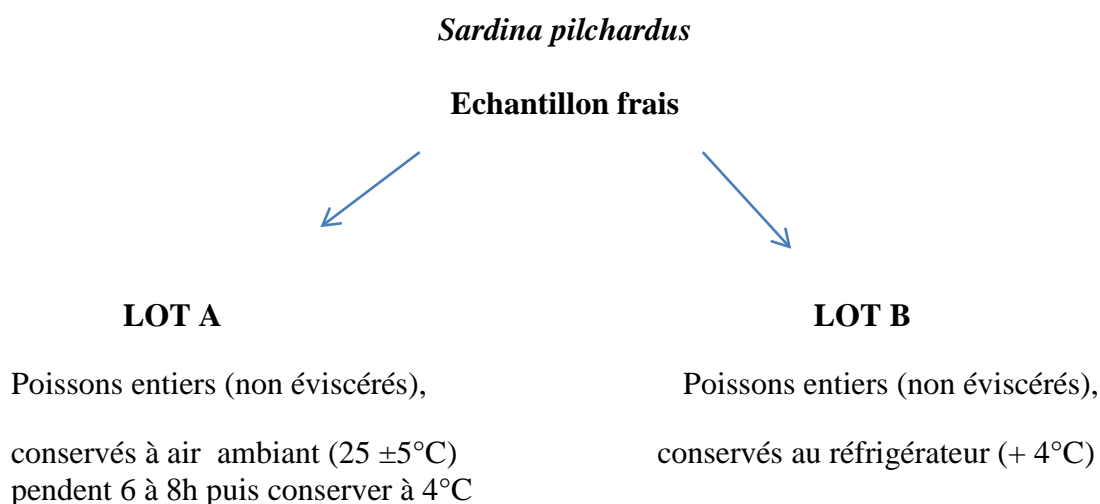 Sardina pilchardus
Echantillon frais
LOT A
Poissons entiers (non éviscérés),
conservés à air ambiant (25 ±5°C)
pendent 6 à 8h puis conserver à 4°C
LOT B
Poissons entiers (non éviscérés),
conservés au réfrigérateur (+ 4°C)